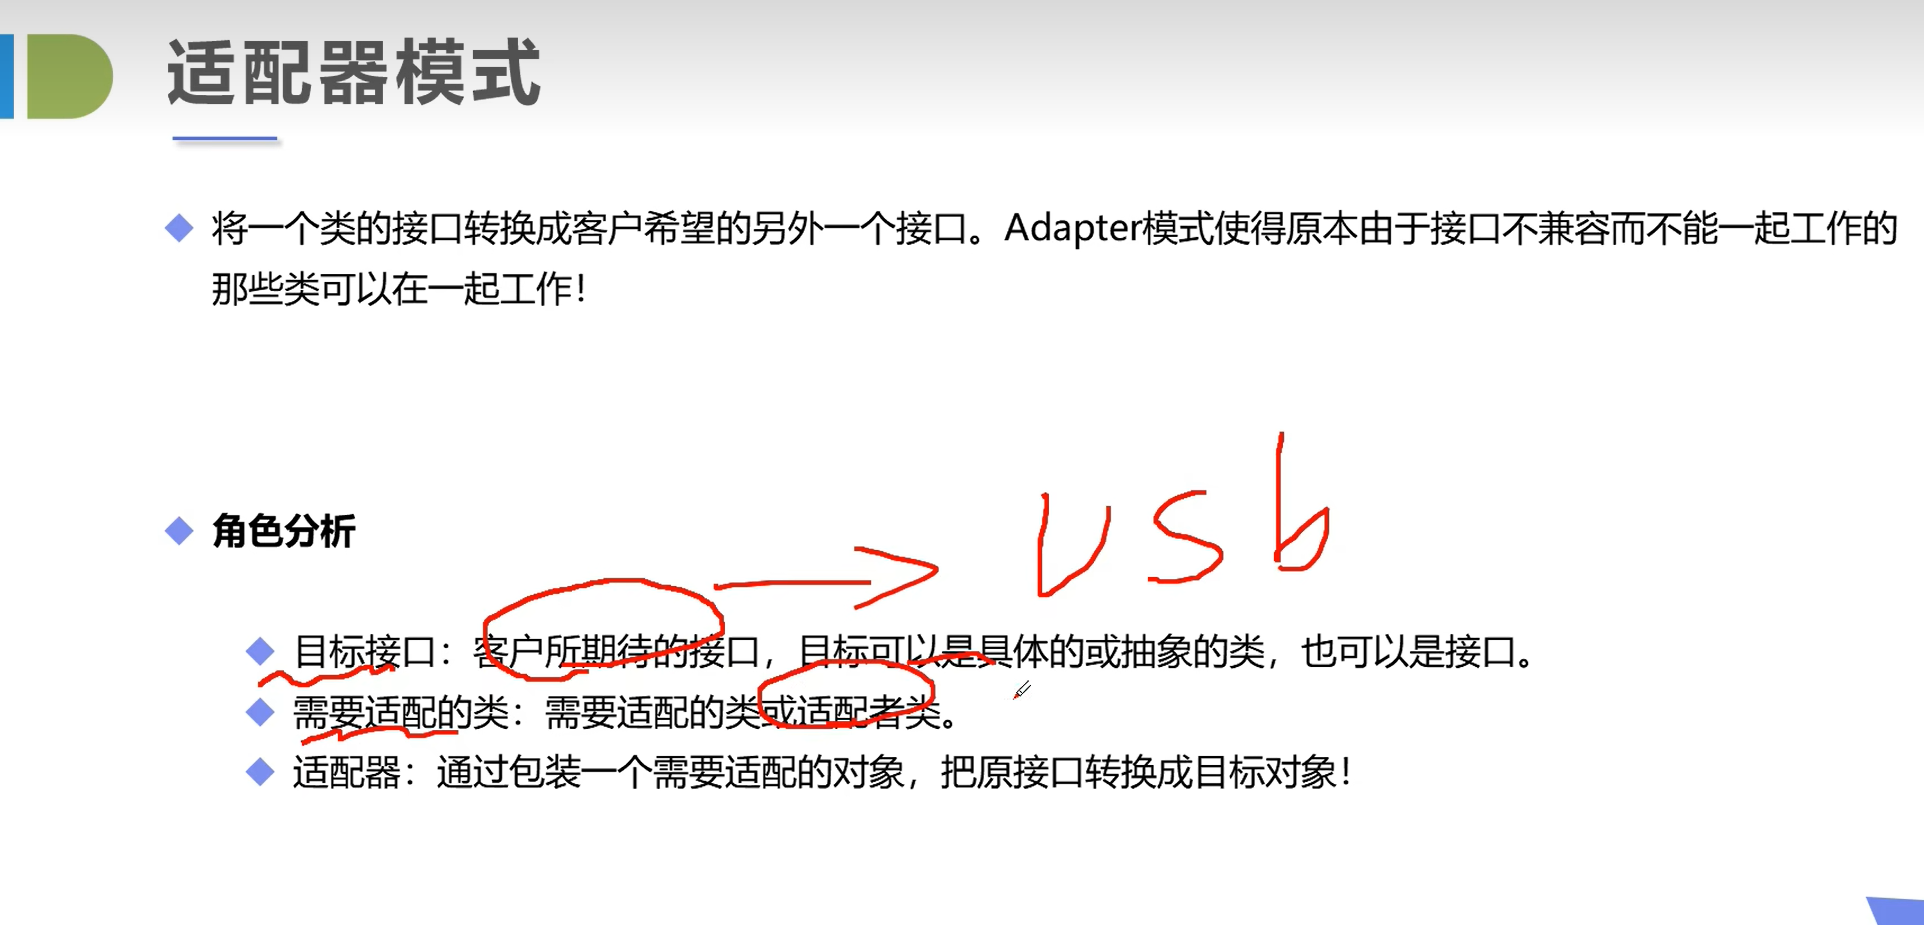 适配器模式
将一个类的接口转换成客户希望的另外一个接口。Adapter模式使得原本由于接口不兼容而不能一起工作的
那些类可以在一起工作！
usb
角色分析
目标接口：客户所期待的接口，目标可以是具体的或抽象的类，也可以是接口。
需要适配的类：需要适配的类或适配者类。
适配器：通过包装一个需要适配的对象，把原接口转换成目标对象！